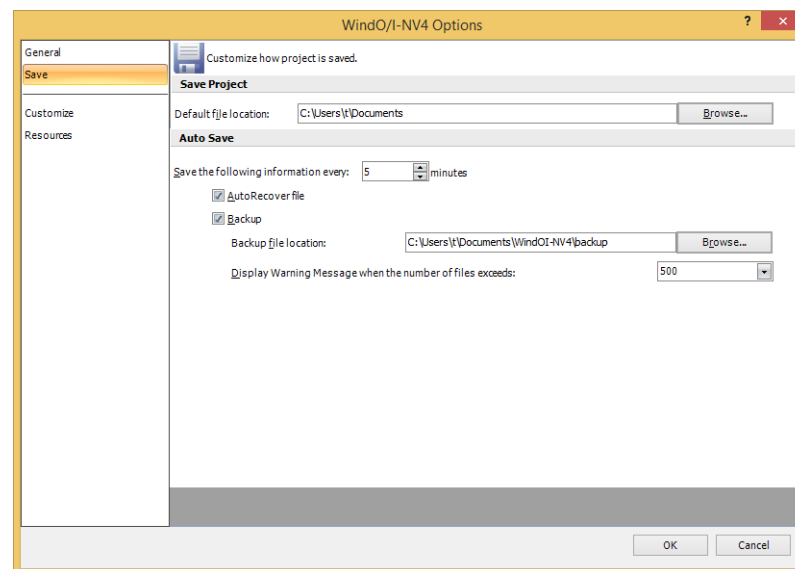 WindO/I-NV4 Options
?
General
Save
Customize
Resources
Customize how project is saved.
Save Project
Default file location: C:\Users\t\Documents Browse...
Auto Save
Save the following information every: 5 minutes
AutoRecover file
Backup
Backup file location: C:\Users\t\Documents\WindOI-NV4\backup Browse...
Display Warning Message when the number of files exceeds: 500
OK Cancel